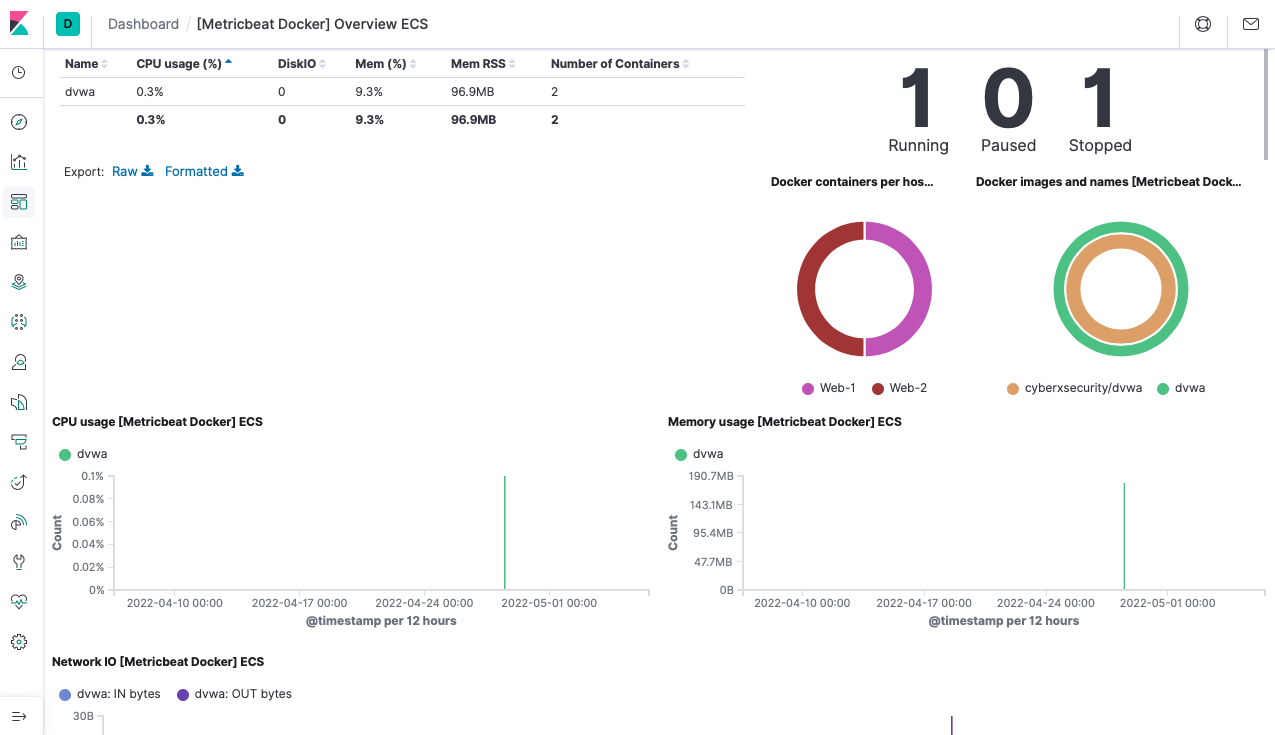 D Dashboard / [Metricbeat Docker] Overview ECS
Name CPU usage (%) DiskIO Mem (%) Mem RSS Number of Containers
dvwa 0.3% 0 9.3% 96.9MB 2
0.3% 0 9.3% 96.9MB 2
Export: Raw Formatted
1 0 1
Running Paused Stopped
Docker containers per hos...
Web-1 Web-2
Docker images and names [Metricbeat Dock...
cyberxsecurity/dvwa dvwa
CPU usage [Metricbeat Docker] ECS
dvwa
0.1%
0.08%
0.06%
0.04%
0.02%
0%
Count
2022-04-10 00:00 2022-04-17 00:00 2022-04-24 00:00 2022-05-01 00:00
@timestamp per 12 hours
Memory usage [Metricbeat Docker] ECS
dvwa
190.7MB
143.1MB
95.4MB
47.7MB
0B
Count
2022-04-10 00:00 2022-04-17 00:00 2022-04-24 00:00 2022-05-01 00:00
@timestamp per 12 hours
Network IO [Metricbeat Docker] ECS
dvwa: IN bytes dvwa: OUT bytes
30B